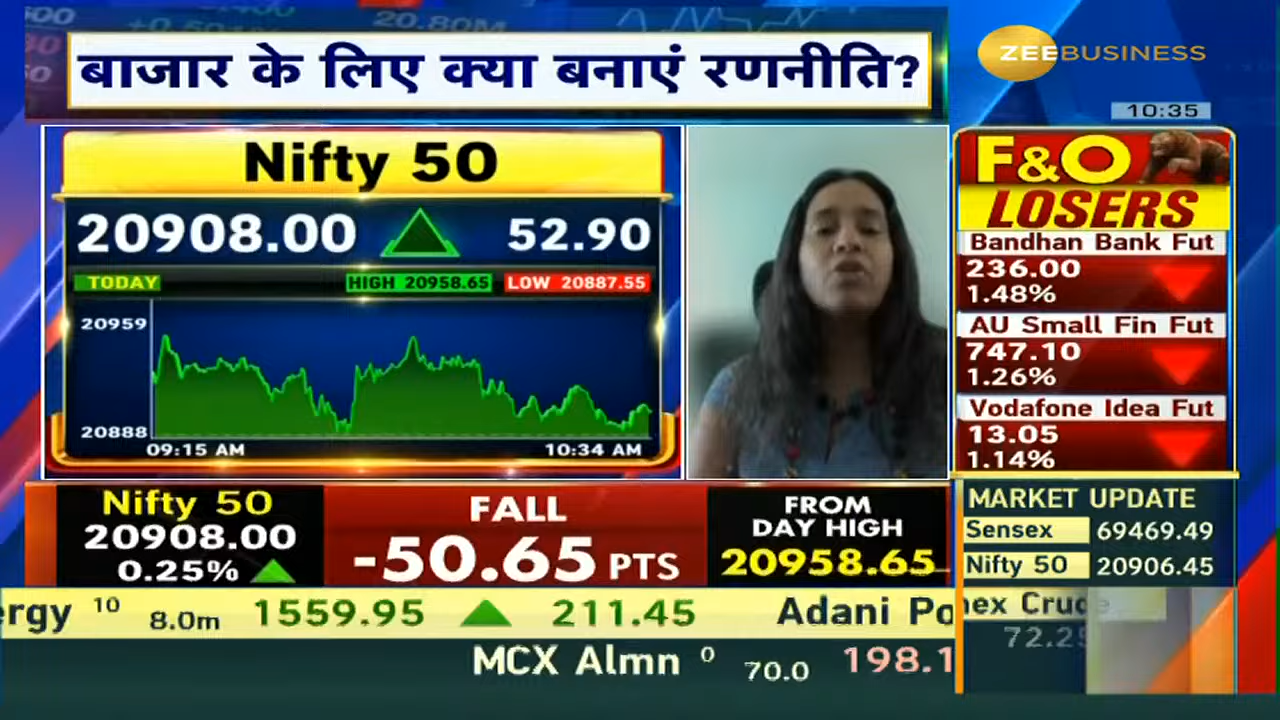 बाजार के लिए क्या बनाएं रणनीति?
ZEEBUSINESS
10:35
Nifty 50
20908.00 52.90
TODAY HIGH 20958.65 LOW 20887.55
20959
20888
09:15 AM 10:34 AM
F&O
LOSERS
Bandhan Bank Fut
236.00
1.48%
AU Small Fin Fut
747.10
1.26%
Vodafone Idea Fut
13.05
1.14%
Nifty 50
20908.00
0.25%
FALL
-50.65 PTS
FROM
DAY HIGH
20958.65
MARKET UPDATE
Sensex 69469.49
Nifty 50 20906.45
ergy 10 8.0m 1559.95 211.45 Adani Po
MCX Almn 0 70.0 198.1
20.80M